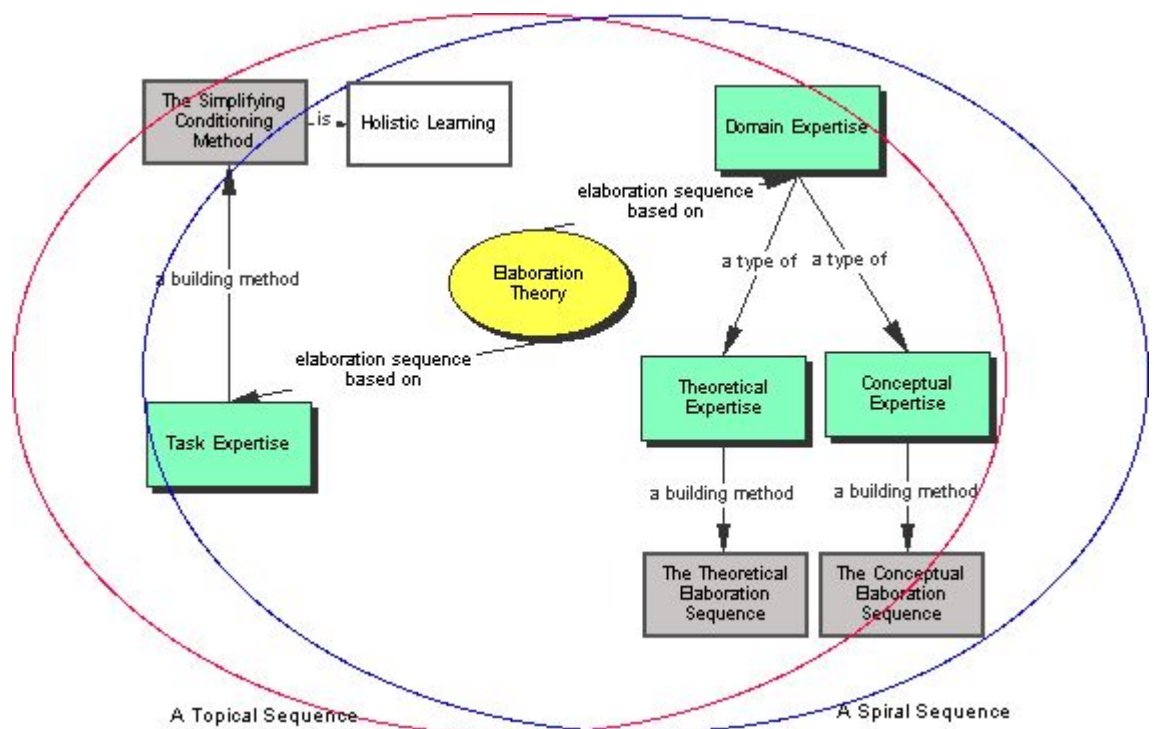 The Simplifying
Conditioning
Method
is
Holistic Learning
Domain Expertise
elaboration sequence
based on
a type of
a type of
Elaboration
Theory
a building method
elaboration sequence
based on
Task Expertise
Theoretical
Expertise
Conceptual
Expertise
a building method
a building method
The Theoretical
Elaboration
Sequence
The Conceptual
Elaboration
Sequence
A Topical Sequence
A Spiral Sequence